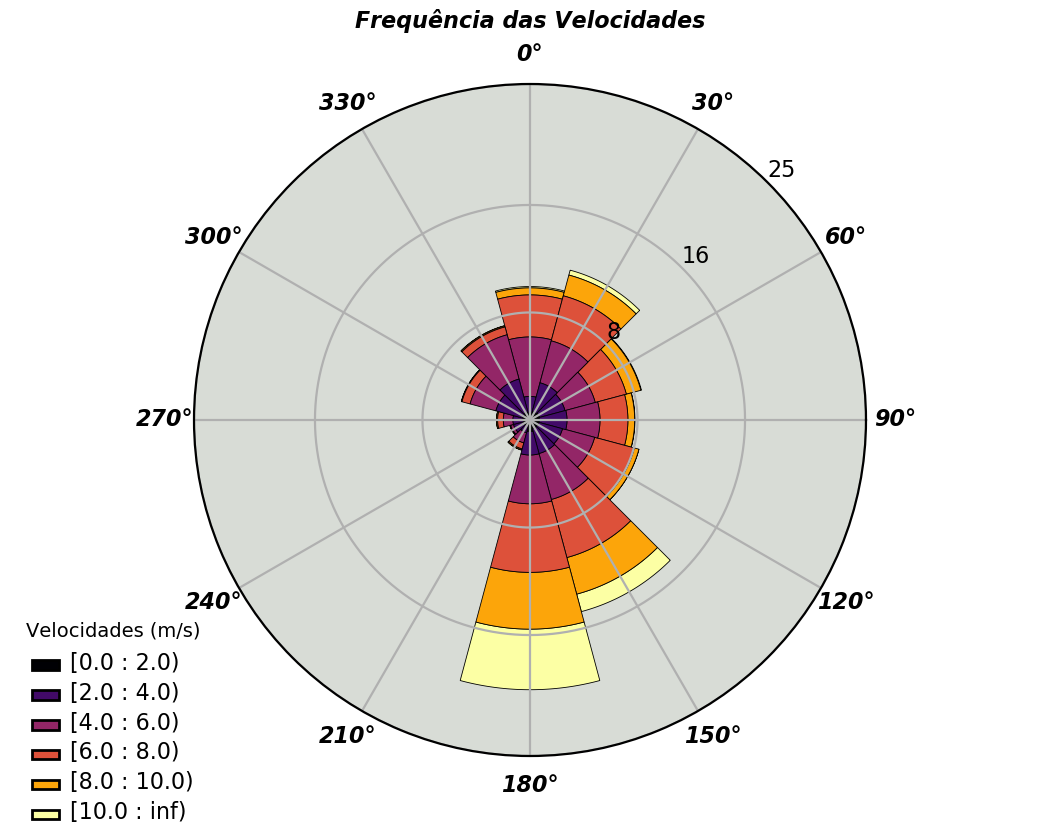 Frequência das Velocidades
0°
330°
30°
25
300°
60°
16
8
270°
90°
240°
120°
210°
150°
180°
Velocidades (m/s)
[0.0 : 2.0)
[2.0 : 4.0)
[4.0 : 6.0)
[6.0 : 8.0)
[8.0 : 10.0)
[10.0 : inf)